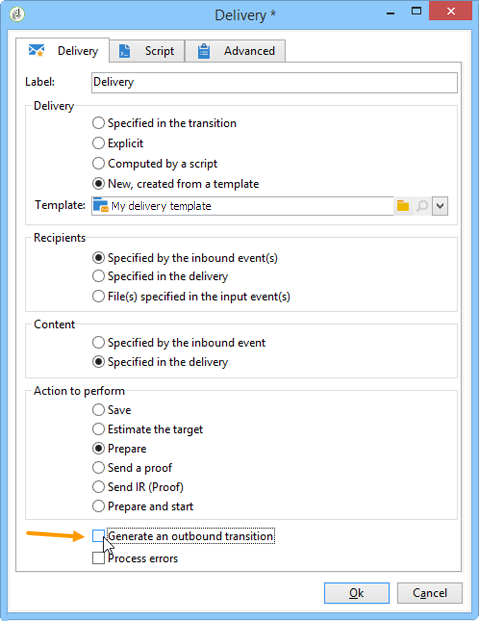 Delivery *
Delivery
Script
Advanced
Label: Delivery
Delivery
Specified in the transition
Explicit
Computed by a script
New, created from a template
Template: My delivery template
Recipients
Specified by the inbound event(s)
Specified in the delivery
File(s) specified in the input event(s)
Content
Specified by the inbound event
Specified in the delivery
Action to perform
Save
Estimate the target
Prepare
Send a proof
Send IR (Proof)
Prepare and start
Generate an outbound transition
Process errors
Ok
Cancel